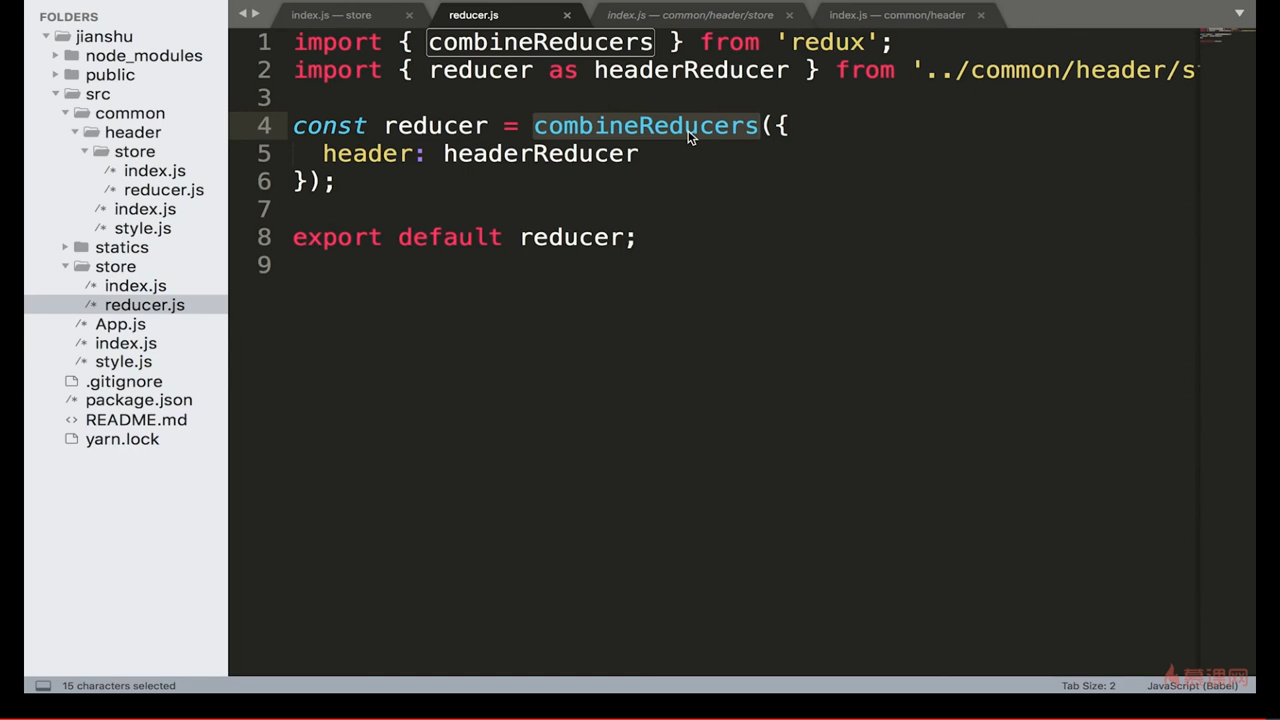 FOLDERS
jianshu
node_modules
public
src
common
header
store
index.js
reducer.js
index.js
style.js
statics
store
index.js
reducer.js
App.js
index.js
style.js
.gitignore
package.json
README.md
yarn.lock
index.js — store
reducer.js
index.js — common/header/store
index.js — common/header
1 import { combineReducers } from 'redux';
2 import { reducer as headerReducer } from '../common/header/s
3
4 const reducer = combineReducers({
5 header: headerReducer
6 });
7
8 export default reducer;
9
慕课网
15 characters selected
Tab Size: 2
JavaScript (Babel)